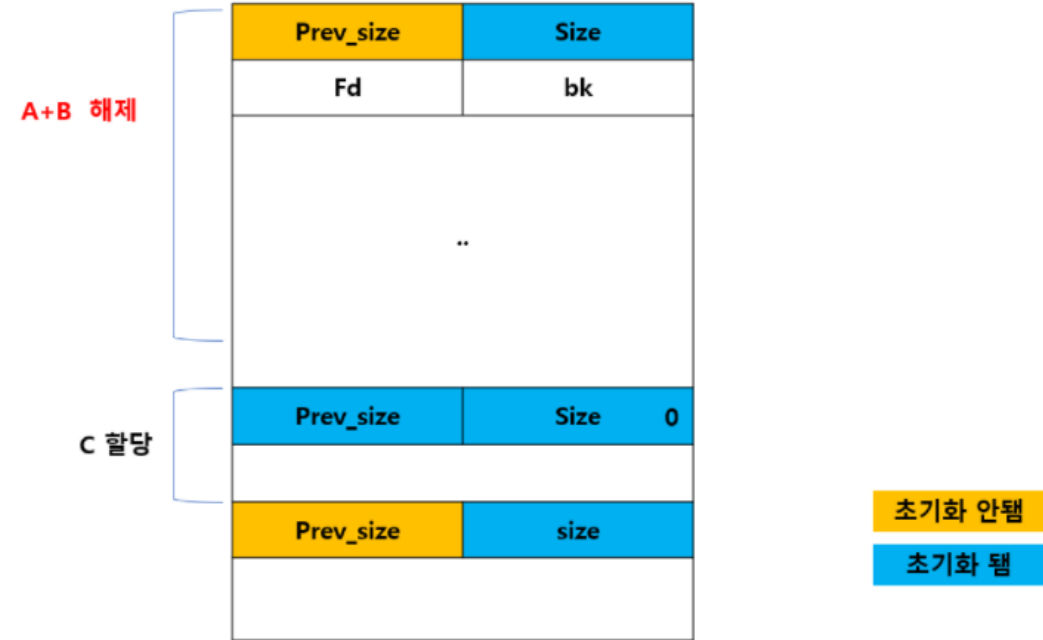 Prev_size Size
Fd bk
A+B 해제
..
Prev_size Size 0
C 할당
Prev_size size
초기화 안됌
초기화 됌